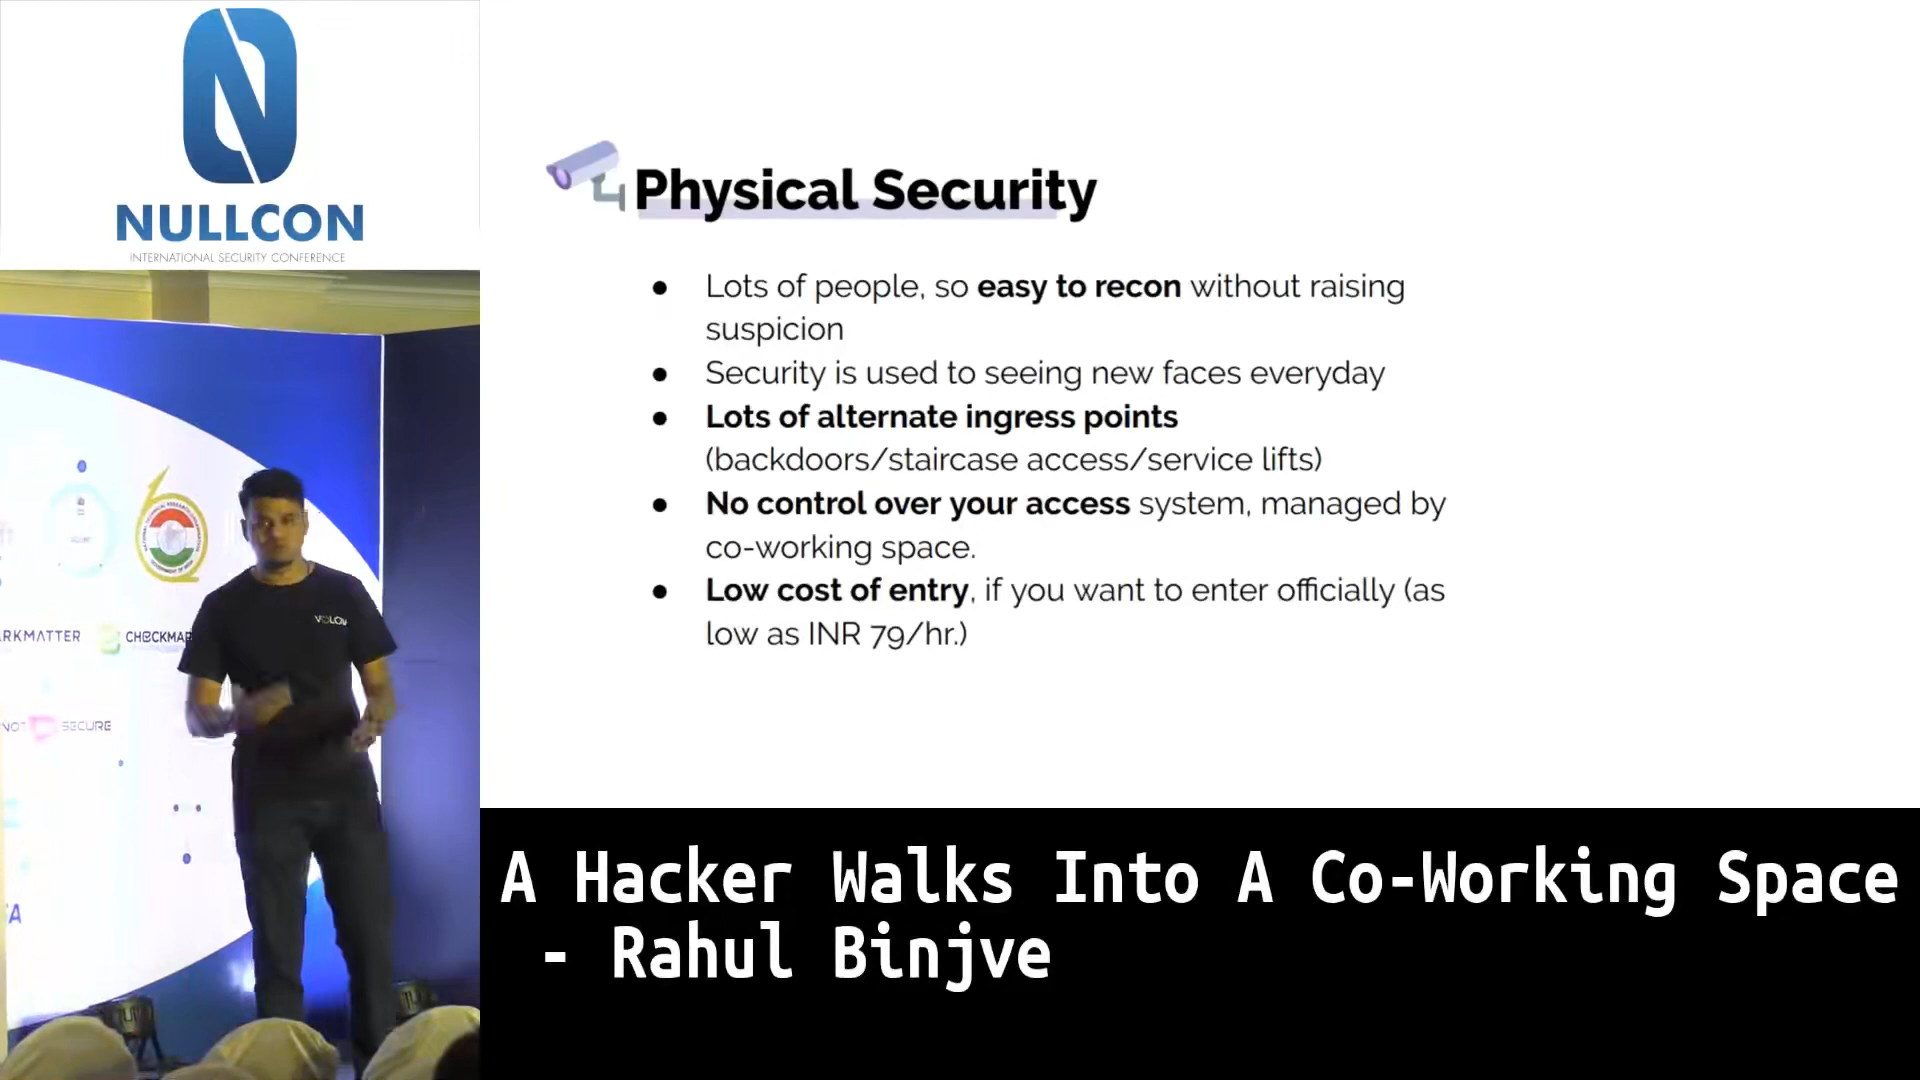 NULLCON
INTERNATIONAL SECURITY CONFERENCE
Physical Security
● Lots of people, so easy to recon without raising
suspicion
● Security is used to seeing new faces everyday
● Lots of alternate ingress points
(backdoors/staircase access/service lifts)
● No control over your access system, managed by
co-working space.
● Low cost of entry, if you want to enter officially (as
low as INR 79/hr.)
RKMATTER
CHECKMAR
NOT SECURE
A Hacker Walks Into A Co-Working Space
- Rahul Binjve